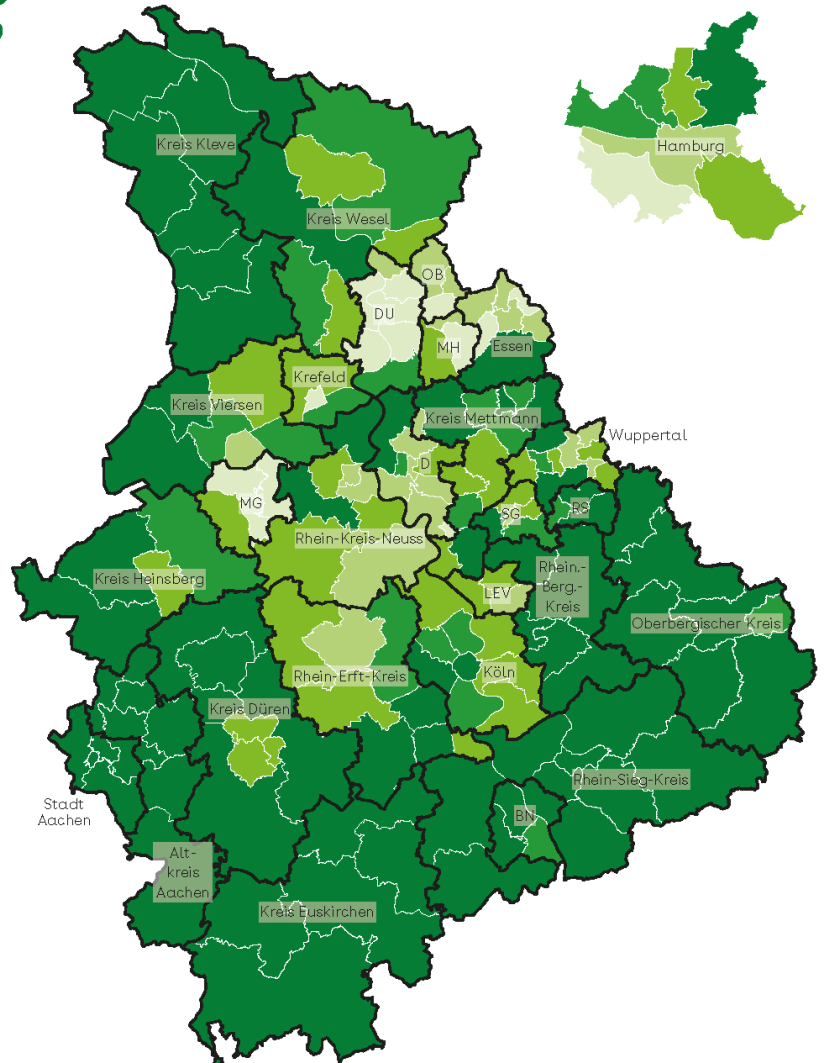 Kreis Kleve
Hamburg
Kreis Wesel
OB
DU
MH
Essen
Krefeld
Kreis Viersen
Kreis Mettmann
Wuppertal
D
MG
SG
RS
Rhein-Kreis-Neuss
Kreis Heinsberg
Rhein.-
Berg.-
Kreis
LEV
Oberbergischer Kreis
Rhein-Erft-Kreis
Köln
Kreis Düren
Rhein-Sieg-Kreis
Stadt
Aachen
BN
Alt-
kreis
Aachen
Kreis Euskirchen